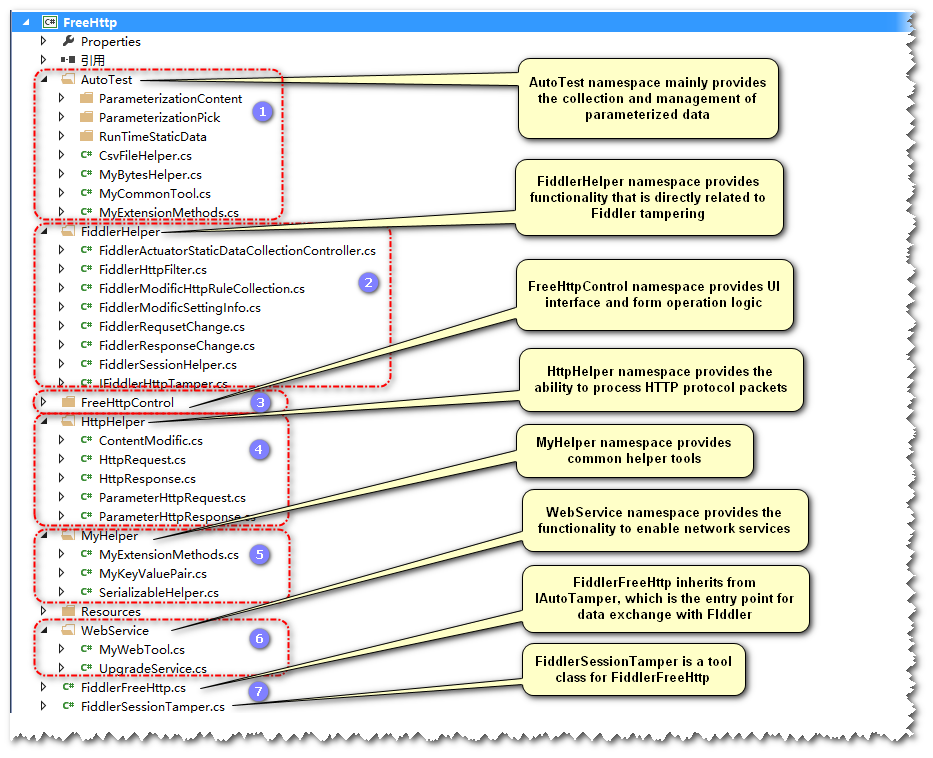 C# FreeHttp
Properties
引用
AutoTest
ParameterizationContent
ParameterizationPick
RunTimeStaticData
C# CsvFileHelper.cs
C# MyBytesHelper.cs
C# MyCommonTool.cs
C# MyExtensionMethods.cs
1
AutoTest namespace mainly provides
the collection and management of
parameterized data
FiddlerHelper
C# FiddlerActuatorStaticDataCollectionController.cs
C# FiddlerHttpFilter.cs
C# FiddlerModificHttpRuleCollection.cs
C# FiddlerModificSettingInfo.cs
C# FiddlerRequsetChange.cs
C# FiddlerResponseChange.cs
C# FiddlerSessionHelper.cs
C# IFiddlerHttpTamper.cs
2
FiddlerHelper namespace provides
functionality that is directly related to
Fiddler tampering
FreeHttpControl
3
FreeHttpControl namespace provides UI
interface and form operation logic
HttpHelper
C# ContentModific.cs
C# HttpRequest.cs
C# HttpResponse.cs
C# ParameterHttpRequest.cs
C# ParameterHttpResponse.cs
4
HttpHelper namespace provides the
ability to process HTTP protocol packets
MyHelper
C# MyExtensionMethods.cs
C# MyKeyValuePair.cs
C# SerializableHelper.cs
5
MyHelper namespace provides
common helper tools
Resources
WebService
C# MyWebTool.cs
C# UpgradeService.cs
6
WebService namespace provides the
functionality to enable network services
C# FiddlerFreeHttp.cs
7
FiddlerFreeHttp inherits from
IAutoTamper, which is the entry point for
data exchange with FIddler
C# FiddlerSessionTamper.cs
FiddlerSessionTamper is a tool
class for FiddlerFreeHttp